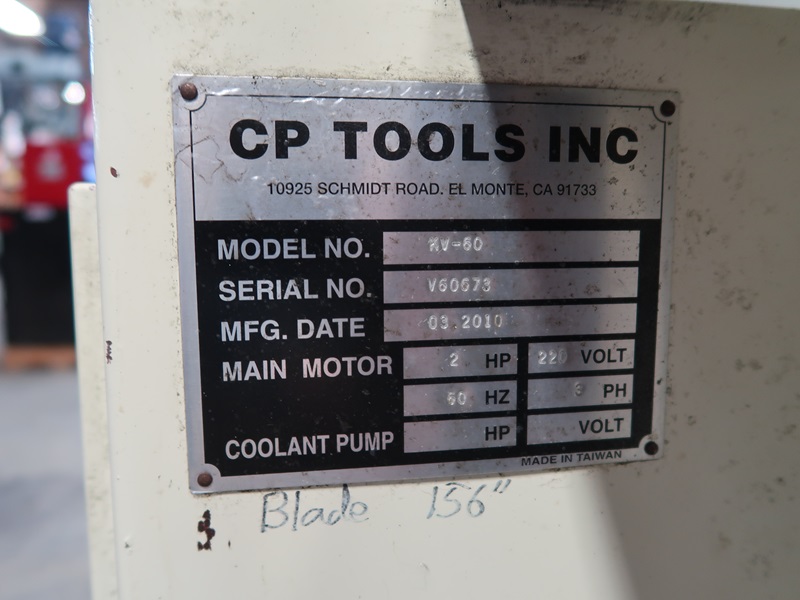 CP TOOLS INC
10925 SCHMIDT ROAD. EL MONTE, CA 91733
MODEL NO.
SERIAL NO. V60673
MFG. DATE 03.2010
MAIN MOTOR 2 HP 220 VOLT
60 HZ 3 PH
COOLANT PUMP HP VOLT
MADE IN TAIWAN
Blade 156"